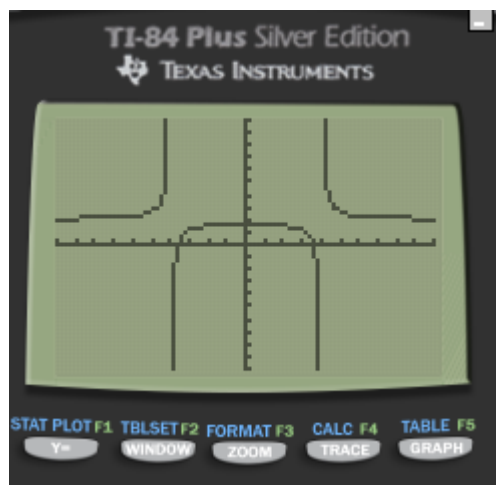 TI-84 Plus Silver Edition
TEXAS INSTRUMENTS
STAT PLOT F1 TBLSET F2 FORMAT F3 CALC F4 TABLE F5
Y= WINDOW ZOOM TRACE GRAPH